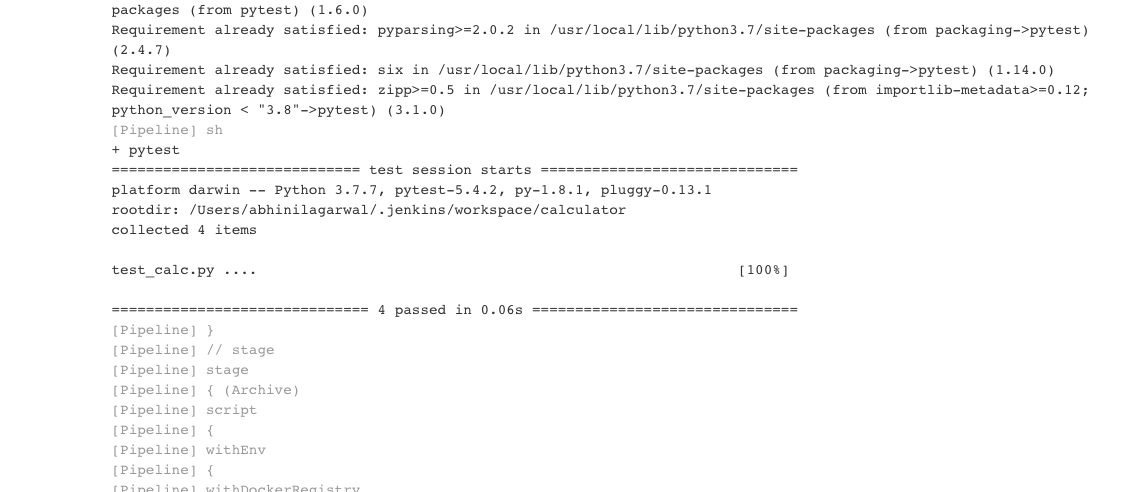 packages (from pytest) (1.6.0)
Requirement already satisfied: pyparsing>=2.0.2 in /usr/local/lib/python3.7/site-packages (from packaging->pytest)
(2.4.7)
Requirement already satisfied: six in /usr/local/lib/python3.7/site-packages (from packaging->pytest) (1.14.0)
Requirement already satisfied: zipp>=0.5 in /usr/local/lib/python3.7/site-packages (from importlib-metadata>=0.12;
python_version < "3.8"->pytest) (3.1.0)
[Pipeline] sh
+ pytest
============================= test session starts ==============================
platform darwin -- Python 3.7.7, pytest-5.4.2, py-1.8.1, pluggy-0.13.1
rootdir: /Users/abhinilagarwal/.jenkins/workspace/calculator
collected 4 items
test_calc.py .... [100%]
============================== 4 passed in 0.06s ===============================
[Pipeline] }
[Pipeline] // stage
[Pipeline] stage
[Pipeline] { (Archive)
[Pipeline] script
[Pipeline] {
[Pipeline] withEnv
[Pipeline] {
[Pipeline] withDockerRegistry